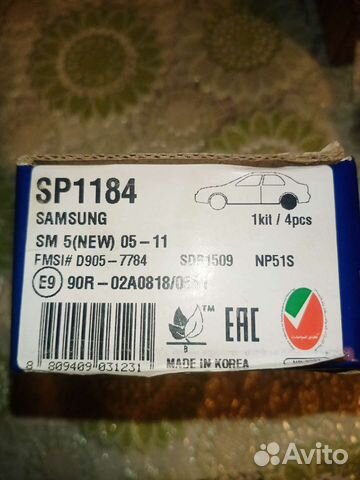 SP1184
SAMSUNG
1kit / 4pcs
SM 5(NEW) 05-11
FMSI# D905-7784 NP51S
E9 90R-02A0818/
TM
EAC
B
MADE IN KOREA
8 809409 031231
Avito